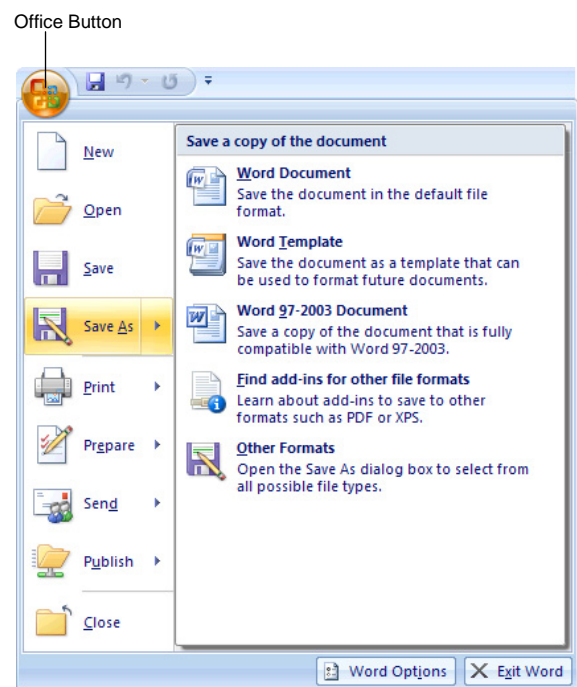 Office Button
New
Open
Save
Save As
Print
Prepare
Send
Publish
Close
Save a copy of the document
Word Document
Save the document in the default file
format.
Word Template
Save the document as a template that can
be used to format future documents.
Word 97-2003 Document
Save a copy of the document that is fully
compatible with Word 97-2003.
Find add-ins for other file formats
Learn about add-ins to save to other
formats such as PDF or XPS.
Other Formats
Open the Save As dialog box to select from
all possible file types.
Word Options
Exit Word